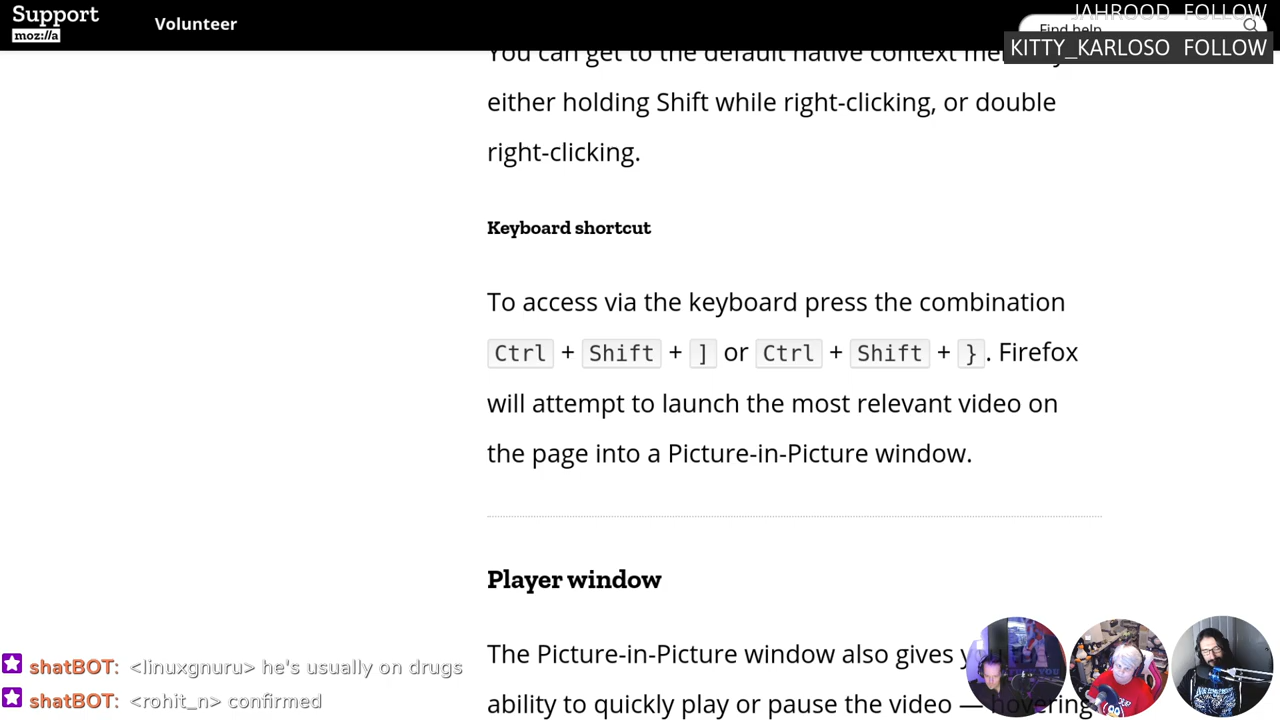 Support
moz://a
Volunteer
Find help
JAHROOD FOLLOW
KITTY_KARLOSO FOLLOW
You can get to the default native context
either holding Shift while right-clicking, or double
right-clicking.
Keyboard shortcut
To access via the keyboard press the combination
Ctrl + Shift + ] or Ctrl + Shift + }. Firefox
will attempt to launch the most relevant video on
the page into a Picture-in-Picture window.
Player window
The Picture-in-Picture window also gives
ability to quickly play or pause the video — hovering
shatBOT: <linuxgnuru> he's usually on drugs
shatBOT: <rohit_n> confirmed